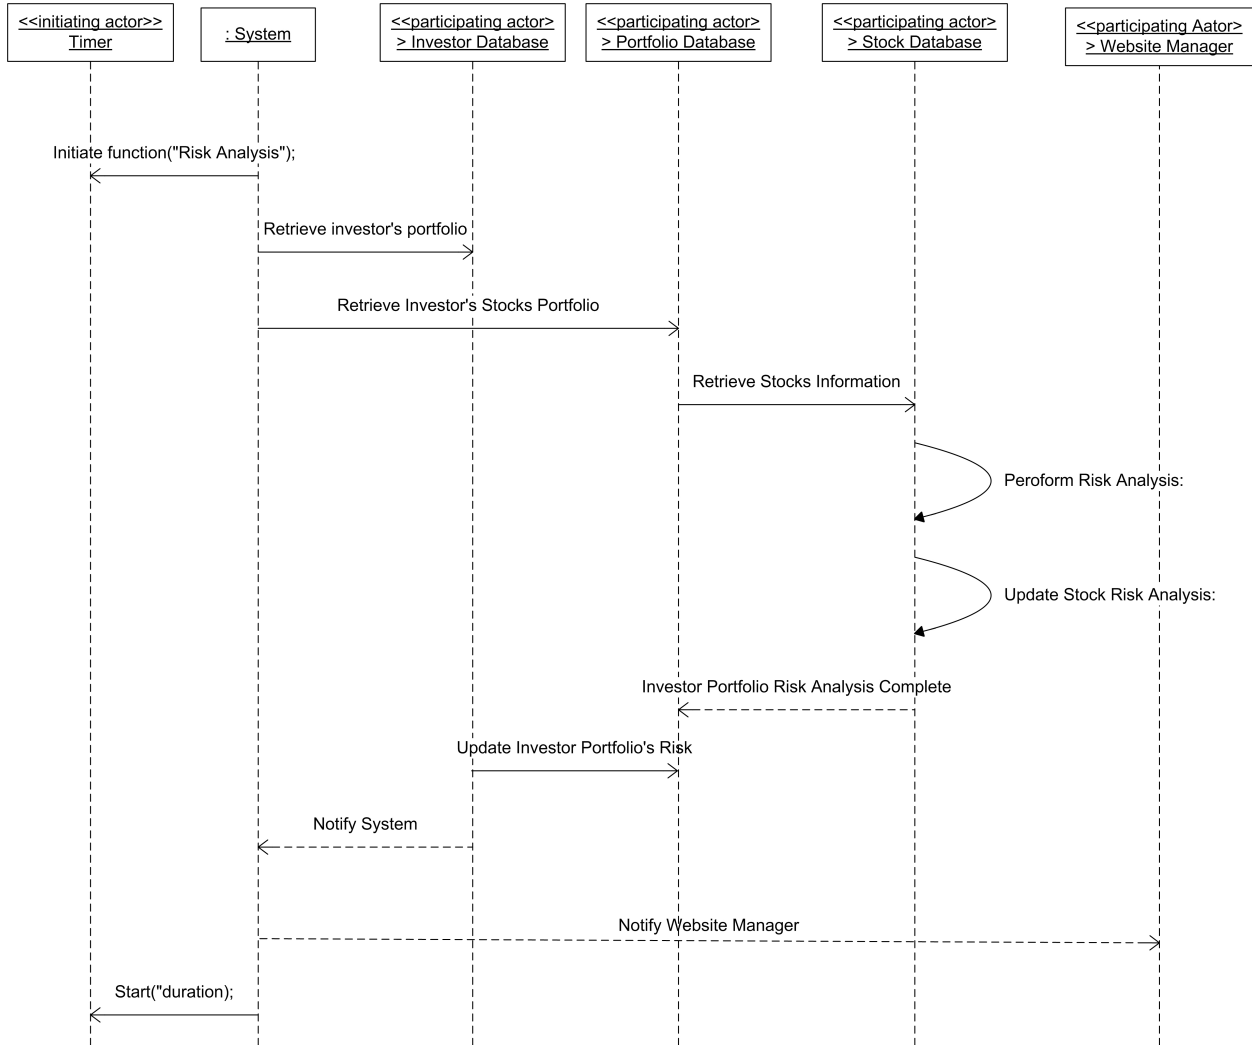 <<initiating actor>>
Timer
: System
<<participating actor>
> Investor Database
<<participating actor>
> Portfolio Database
<<participating actor>
> Stock Database
<<participating Aator>
> Website Manager
Initiate function("Risk Analysis");
Retrieve investor's portfolio
Retrieve Investor's Stocks Portfolio
Retrieve Stocks Information
Peroform Risk Analysis:
Update Stock Risk Analysis:
Investor Portfolio Risk Analysis Complete
Update Investor Portfolio's Risk
Notify System
Notify Website Manager
Start("duration);